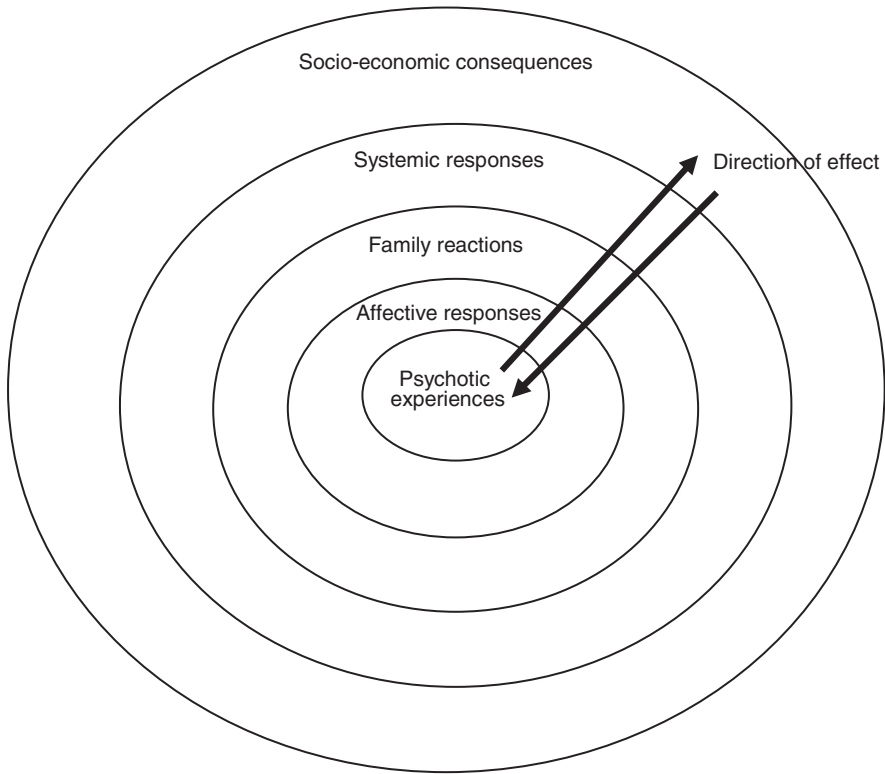 Socio-economic consequences
Systemic responses
Direction of effect
Family reactions
Affective responses
Psychotic
experiences